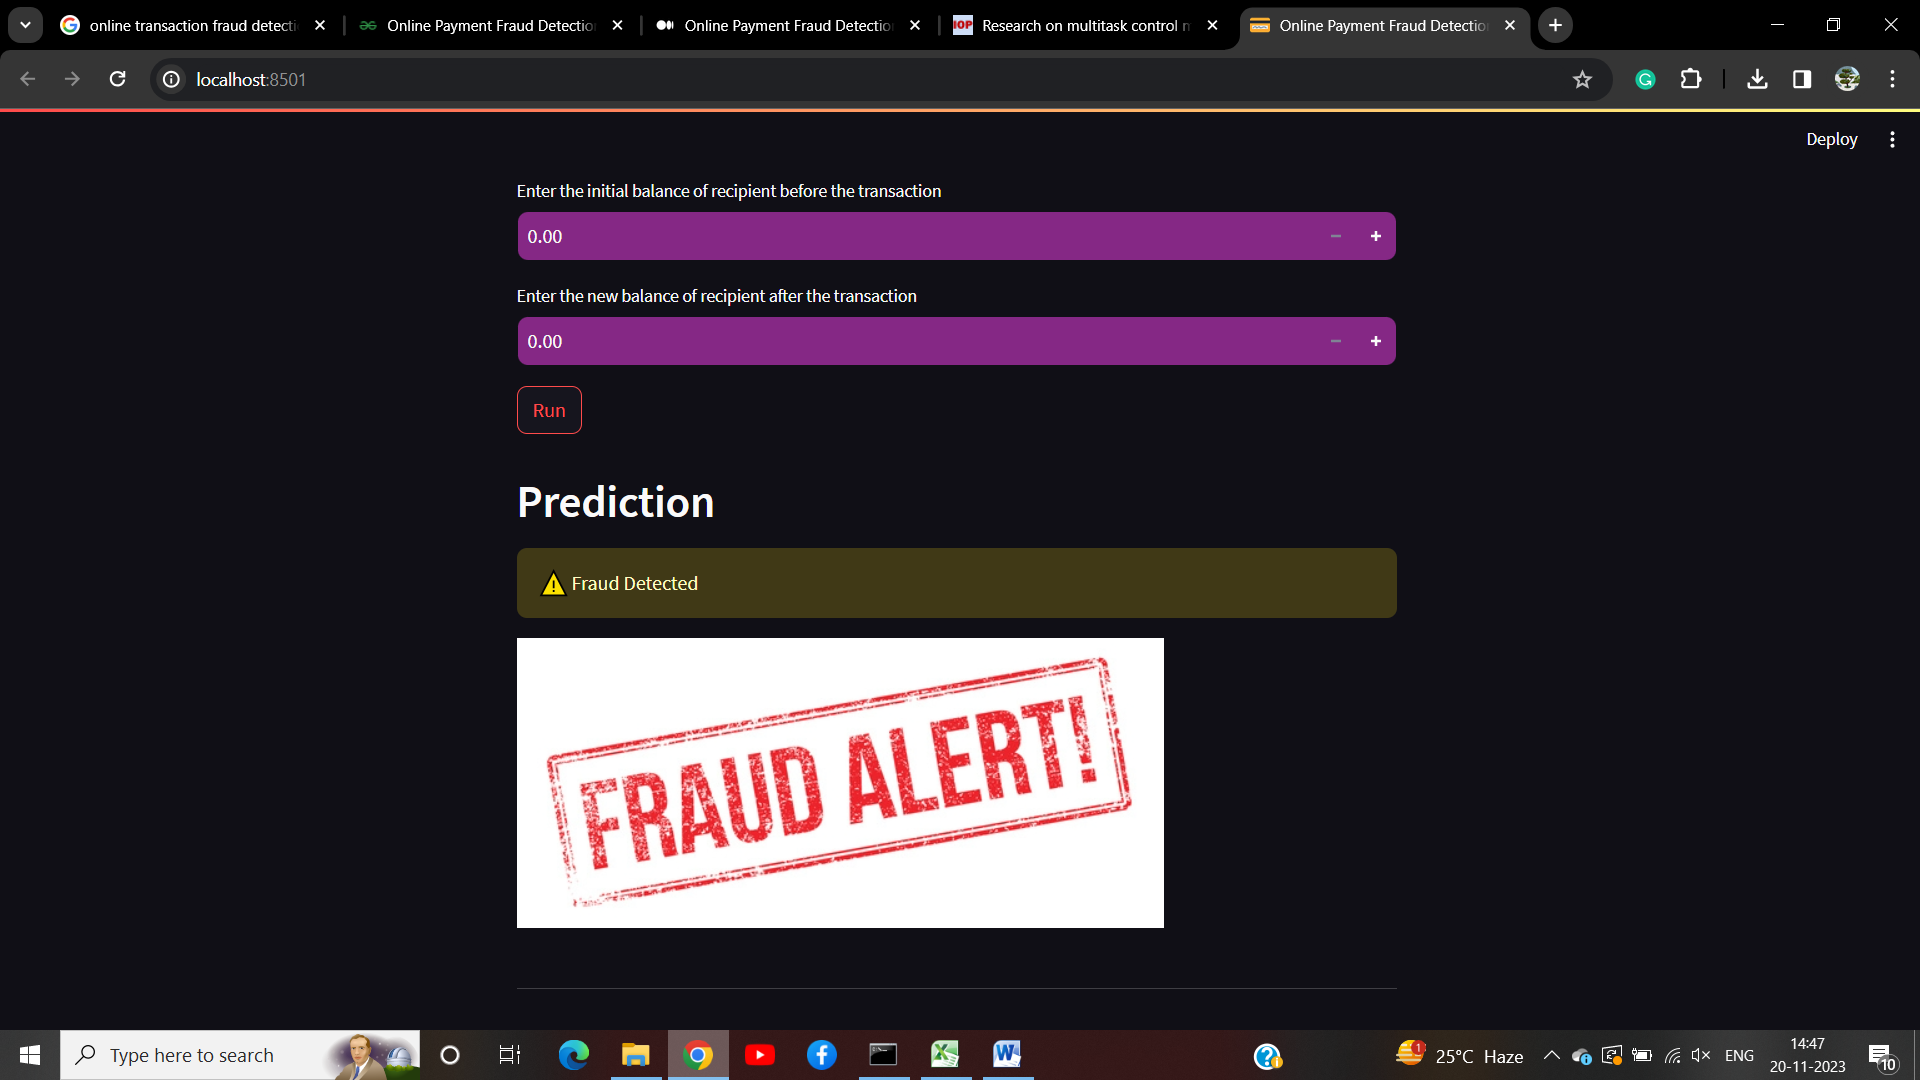 online transaction fraud detecti
Online Payment Fraud Detectio
Online Payment Fraud Detectio
IOP
Research on multitask control m
Online Payment Fraud Detectio
localhost:8501
Deploy
Enter the initial balance of recipient before the transaction
0.00
Enter the new balance of recipient after the transaction
0.00
Run
Prediction
Fraud Detected
FRAUD ALERT!
Type here to search
1
25°C Haze
ENG
14:47
20-11-2023
10